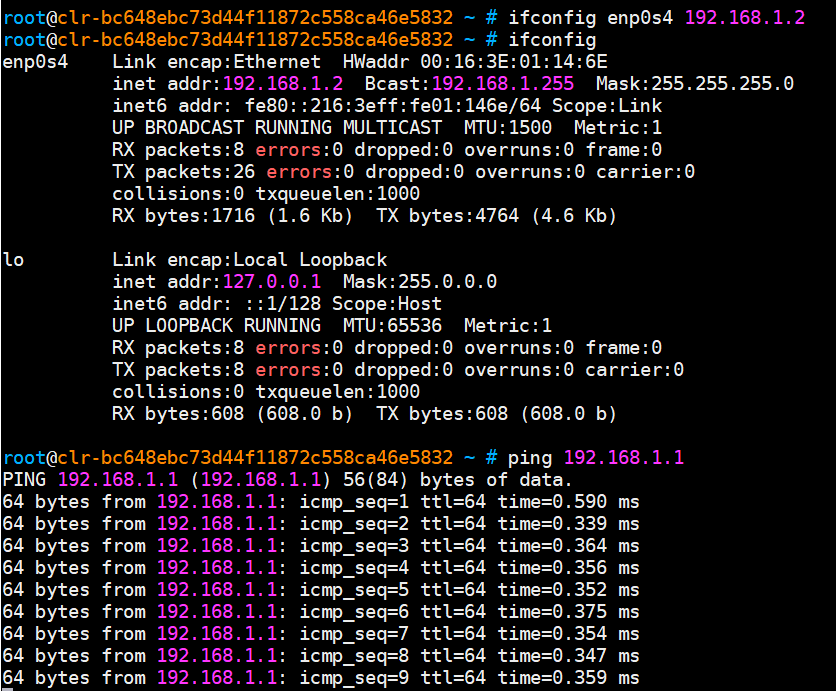 root@clr-bc648ebc73d44f11872c558ca46e5832 ~ # ifconfig enp0s4 192.168.1.2
root@clr-bc648ebc73d44f11872c558ca46e5832 ~ # ifconfig
enp0s4    Link encap:Ethernet  HWaddr 00:16:3E:01:14:6E
          inet addr:192.168.1.2  Bcast:192.168.1.255  Mask:255.255.255.0
          inet6 addr: fe80::216:3eff:fe01:146e/64 Scope:Link
          UP BROADCAST RUNNING MULTICAST  MTU:1500  Metric:1
          RX packets:8 errors:0 dropped:0 overruns:0 frame:0
          TX packets:26 errors:0 dropped:0 overruns:0 carrier:0
          collisions:0 txqueuelen:1000
          RX bytes:1716 (1.6 Kb)  TX bytes:4764 (4.6 Kb)

lo        Link encap:Local Loopback
          inet addr:127.0.0.1  Mask:255.0.0.0
          inet6 addr: ::1/128 Scope:Host
          UP LOOPBACK RUNNING  MTU:65536  Metric:1
          RX packets:8 errors:0 dropped:0 overruns:0 frame:0
          TX packets:8 errors:0 dropped:0 overruns:0 carrier:0
          collisions:0 txqueuelen:1000
          RX bytes:608 (608.0 b)  TX bytes:608 (608.0 b)

root@clr-bc648ebc73d44f11872c558ca46e5832 ~ # ping 192.168.1.1
PING 192.168.1.1 (192.168.1.1) 56(84) bytes of data.
64 bytes from 192.168.1.1: icmp_seq=1 ttl=64 time=0.590 ms
64 bytes from 192.168.1.1: icmp_seq=2 ttl=64 time=0.339 ms
64 bytes from 192.168.1.1: icmp_seq=3 ttl=64 time=0.364 ms
64 bytes from 192.168.1.1: icmp_seq=4 ttl=64 time=0.356 ms
64 bytes from 192.168.1.1: icmp_seq=5 ttl=64 time=0.352 ms
64 bytes from 192.168.1.1: icmp_seq=6 ttl=64 time=0.375 ms
64 bytes from 192.168.1.1: icmp_seq=7 ttl=64 time=0.354 ms
64 bytes from 192.168.1.1: icmp_seq=8 ttl=64 time=0.347 ms
64 bytes from 192.168.1.1: icmp_seq=9 ttl=64 time=0.359 ms